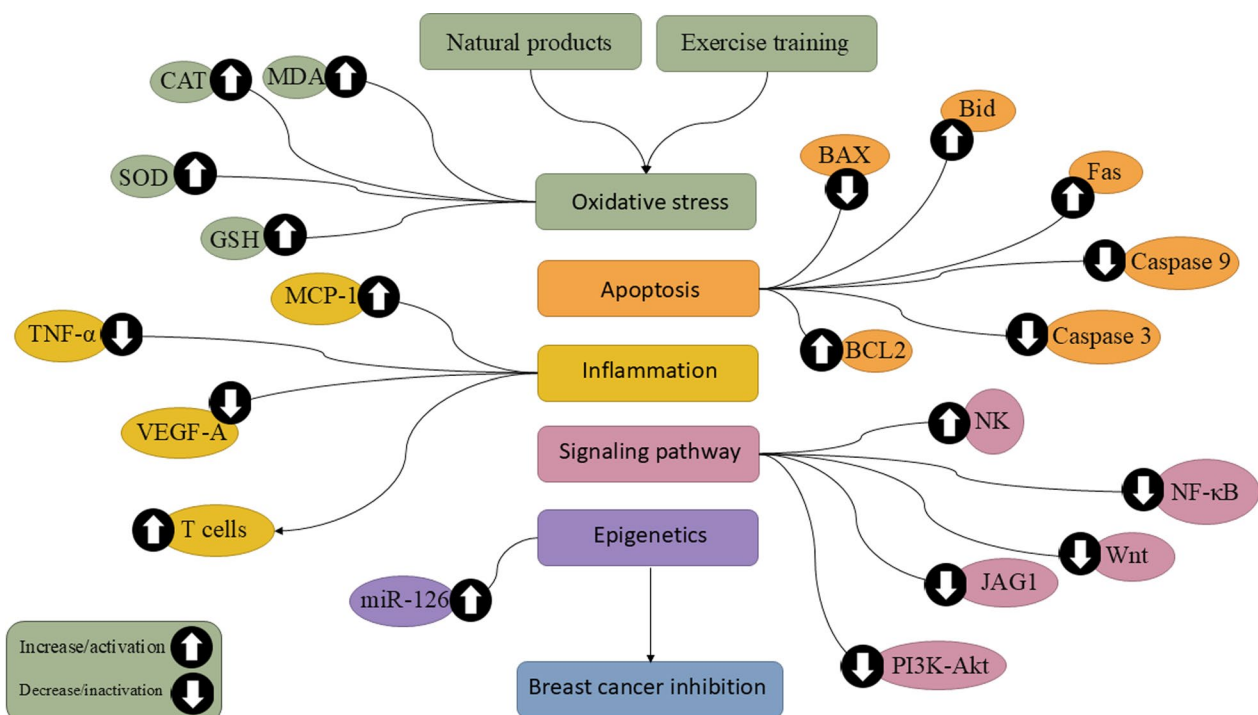 Natural products
Exercise training
CAT
MDA
SOD
GSH
Oxidative stress
BAX
Bid
Fas
Caspase 9
Caspase 3
BCL2
Apoptosis
MCP-1
TNF-α
VEGF-A
T cells
Inflammation
Signaling pathway
NK
NF-κB
Wnt
JAG1
PI3K-Akt
Epigenetics
miR-126
Breast cancer inhibition
Increase/activation
Decrease/inactivation